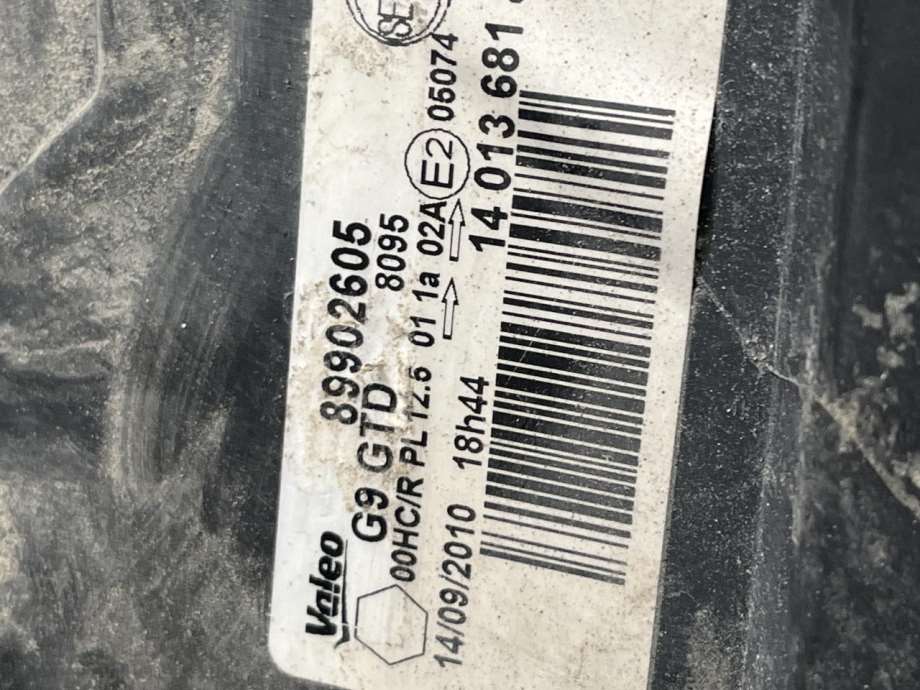 Valeo 89902605
G9 GTD 8095
00HC/R PL 12.5 01 1a 02A E2 05074
14/09/2010 18h44 14 013 681